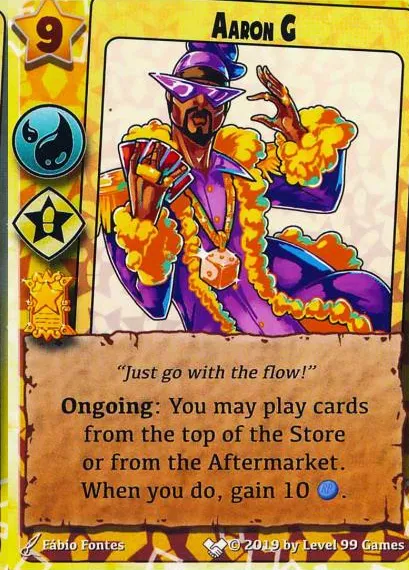 9
AARON G
“Just go with the flow!”
Ongoing: You may play cards
from the top of the Store
or from the Aftermarket.
When you do, gain 10 .
Fábio Fontes
© 2019 by Level 99 Games